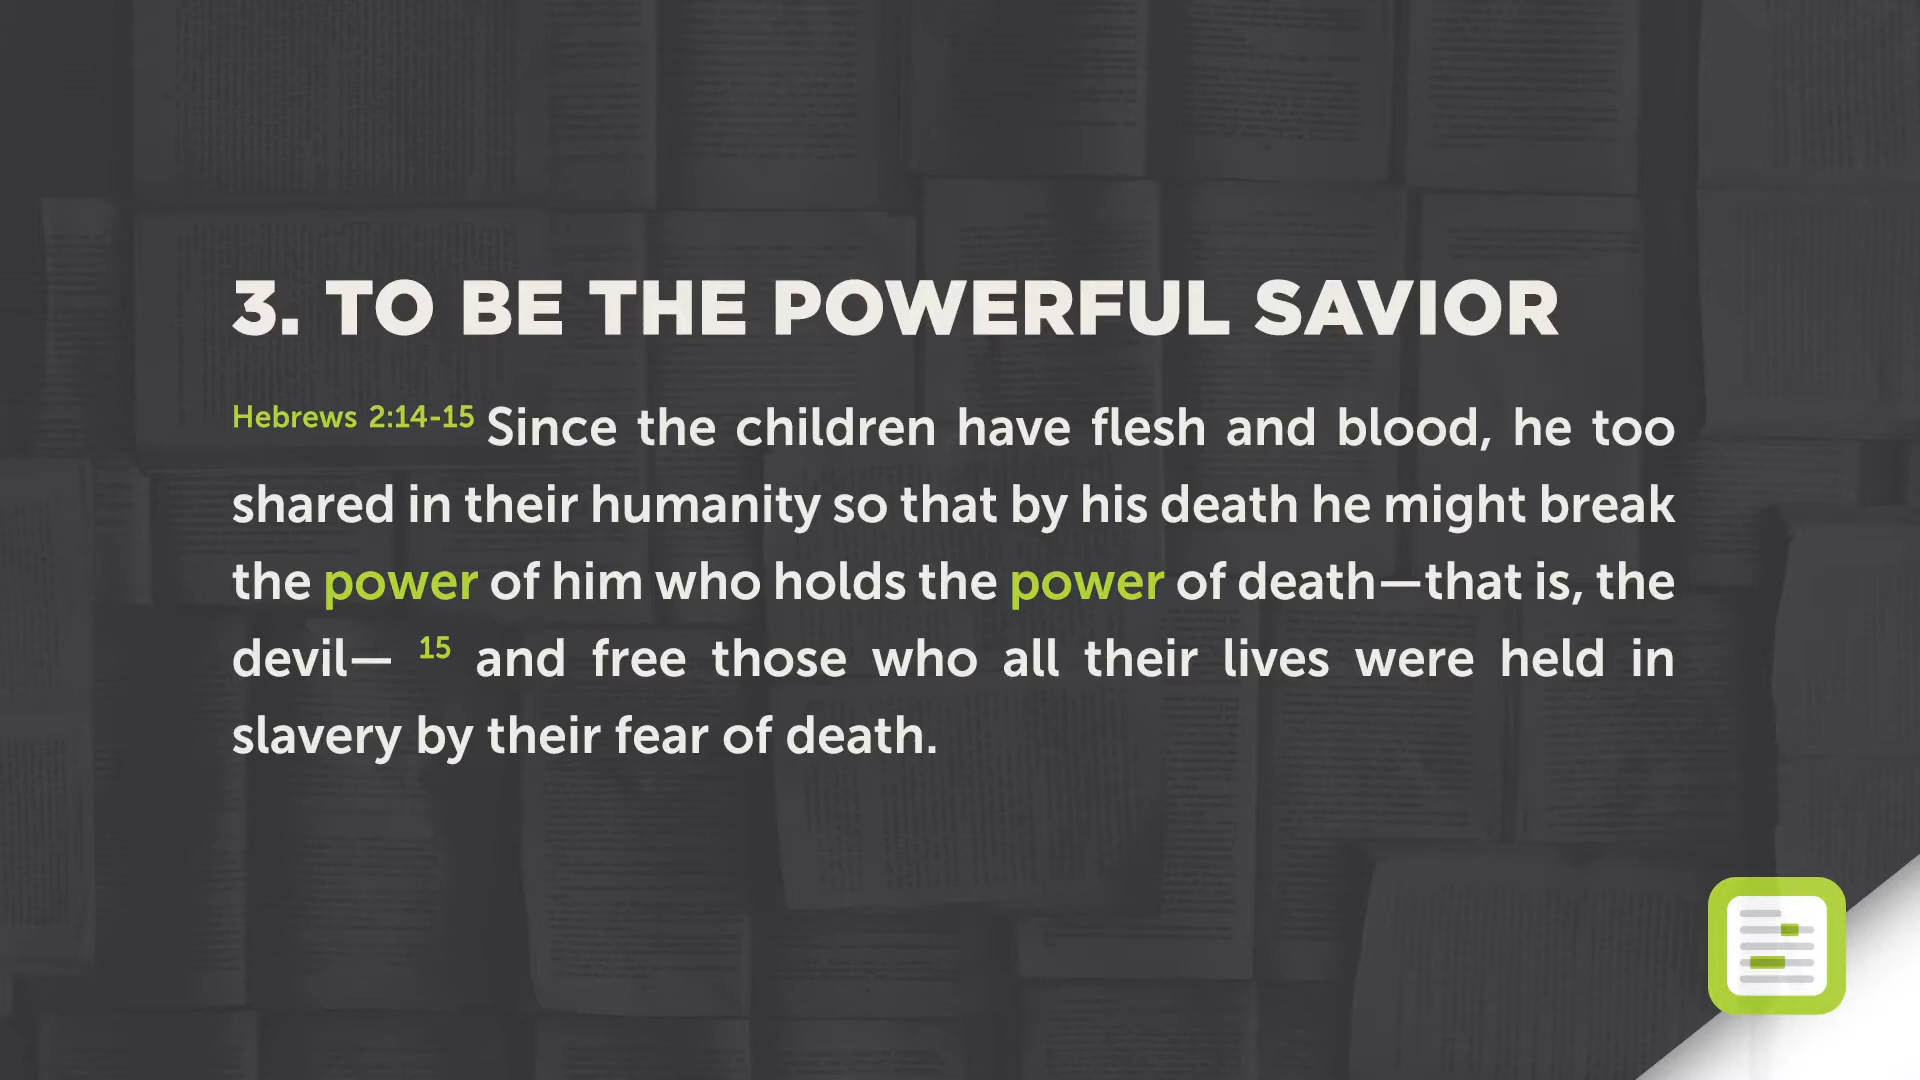 3. TO BE THE POWERFUL SAVIOR
Hebrews 2:14-15 Since the children have flesh and blood, he too
shared in their humanity so that by his death he might break
the power of him who holds the power of death—that is, the
devil— 15 and free those who all their lives were held in
slavery by their fear of death.